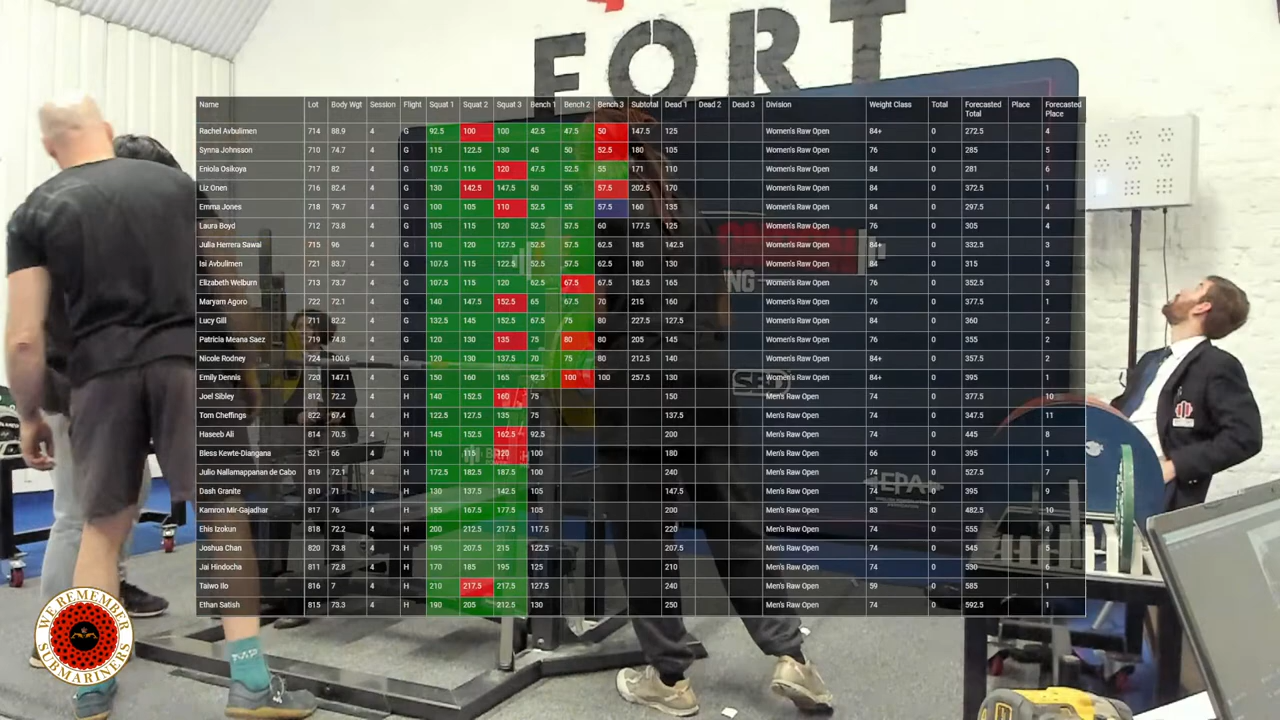 FORT
Name Lot Body Wgt Session Flight Squat 1 Squat 2 Squat 3 Bench 1 Bench 2 Bench 3 Subtotal Dead 1 Dead 2 Dead 3 Division Weight Class Total Forecasted Total Place Forecasted Place
Rachel Avbulimen 714 88.9 4 G 92.5 100 100 42.5 47.5 50 147.5 125 Women's Raw Open 84+ 0 272.5 4
Synna Johnsson 710 74.7 4 G 115 122.5 130 45 50 52.5 180 105 Women's Raw Open 76 0 285 5
Eniola Osikoya 717 82 4 G 107.5 116 120 47.5 52.5 55 171 110 Women's Raw Open 84 0 281 6
Liz Onen 716 82.4 4 G 130 142.5 147.5 50 55 57.5 202.5 170 Women's Raw Open 84 0 372.5 1
Emma Jones 718 79.7 4 G 100 105 110 52.5 55 57.5 160 135 Women's Raw Open 84 0 297.5 4
Laura Boyd 712 73.8 4 G 105 115 120 52.5 57.5 60 177.5 125 Women's Raw Open 76 0 305 4
Julia Herrera Sawai 715 96 4 G 110 120 127.5 52.5 57.5 62.5 185 142.5 Women's Raw Open 84+ 0 332.5 3
Isi Avbulimen 721 83.7 4 G 107.5 115 122.5 52.5 57.5 62.5 180 130 Women's Raw Open 84 0 315 3
Elizabeth Welburn 713 73.7 4 G 107.5 115 120 62.5 67.5 67.5 182.5 165 Women's Raw Open 76 0 352.5 3
Maryam Agoro 722 72.1 4 G 140 147.5 152.5 65 67.5 70 215 160 Women's Raw Open 76 0 377.5 1
Lucy Gill 711 82.2 4 G 132.5 145 152.5 67.5 75 80 227.5 127.5 Women's Raw Open 84 0 360 2
Patricia Meana Saez 719 74.8 4 G 120 130 135 75 80 80 205 145 Women's Raw Open 76 0 355 2
Nicole Rodney 724 100.6 4 G 120 130 137.5 70 75 80 212.5 140 Women's Raw Open 84+ 0 357.5 2
Emily Dennis 720 147.1 4 G 150 160 165 92.5 100 100 257.5 130 Women's Raw Open 84+ 0 395 1
Joel Sibley 812 72.2 4 H 140 152.5 160 75 150 Men's Raw Open 74 0 377.5 10
Tom Cheffings 822 67.4 4 H 122.5 127.5 135 75 137.5 Men's Raw Open 74 0 347.5 11
Haseeb Ali 814 70.5 4 H 145 152.5 162.5 92.5 200 Men's Raw Open 74 0 445 8
Bless Kewte-Diangana 521 66 4 H 110 115 120 100 180 Men's Raw Open 66 0 395 1
Julio Nallamappanan de Cabo 819 72.1 4 H 172.5 182.5 187.5 100 240 Men's Raw Open 74 0 527.5 7
Dash Granite 810 71 4 H 130 137.5 142.5 105 147.5 Men's Raw Open 74 0 395 9
Kamron Mir-Gajadhar 817 76 4 H 155 167.5 177.5 105 200 Men's Raw Open 83 0 482.5 10
Ehis Izokun 818 72.2 4 H 200 212.5 217.5 117.5 220 Men's Raw Open 74 0 555 4
Joshua Chan 820 73.8 4 H 195 207.5 215 122.5 207.5 Men's Raw Open 74 0 545 5
Jai Hindocha 811 72.8 4 H 170 185 195 125 210 Men's Raw Open 74 0 530 6
Taiwo Ilo 816 7 4 H 210 217.5 217.5 127.5 240 Men's Raw Open 59 0 585 1
Ethan Satish 815 73.3 4 H 190 205 212.5 130 250 Men's Raw Open 74 0 592.5 1
SBD
EPA
WE REMEMBER SUBMARINERS
MP